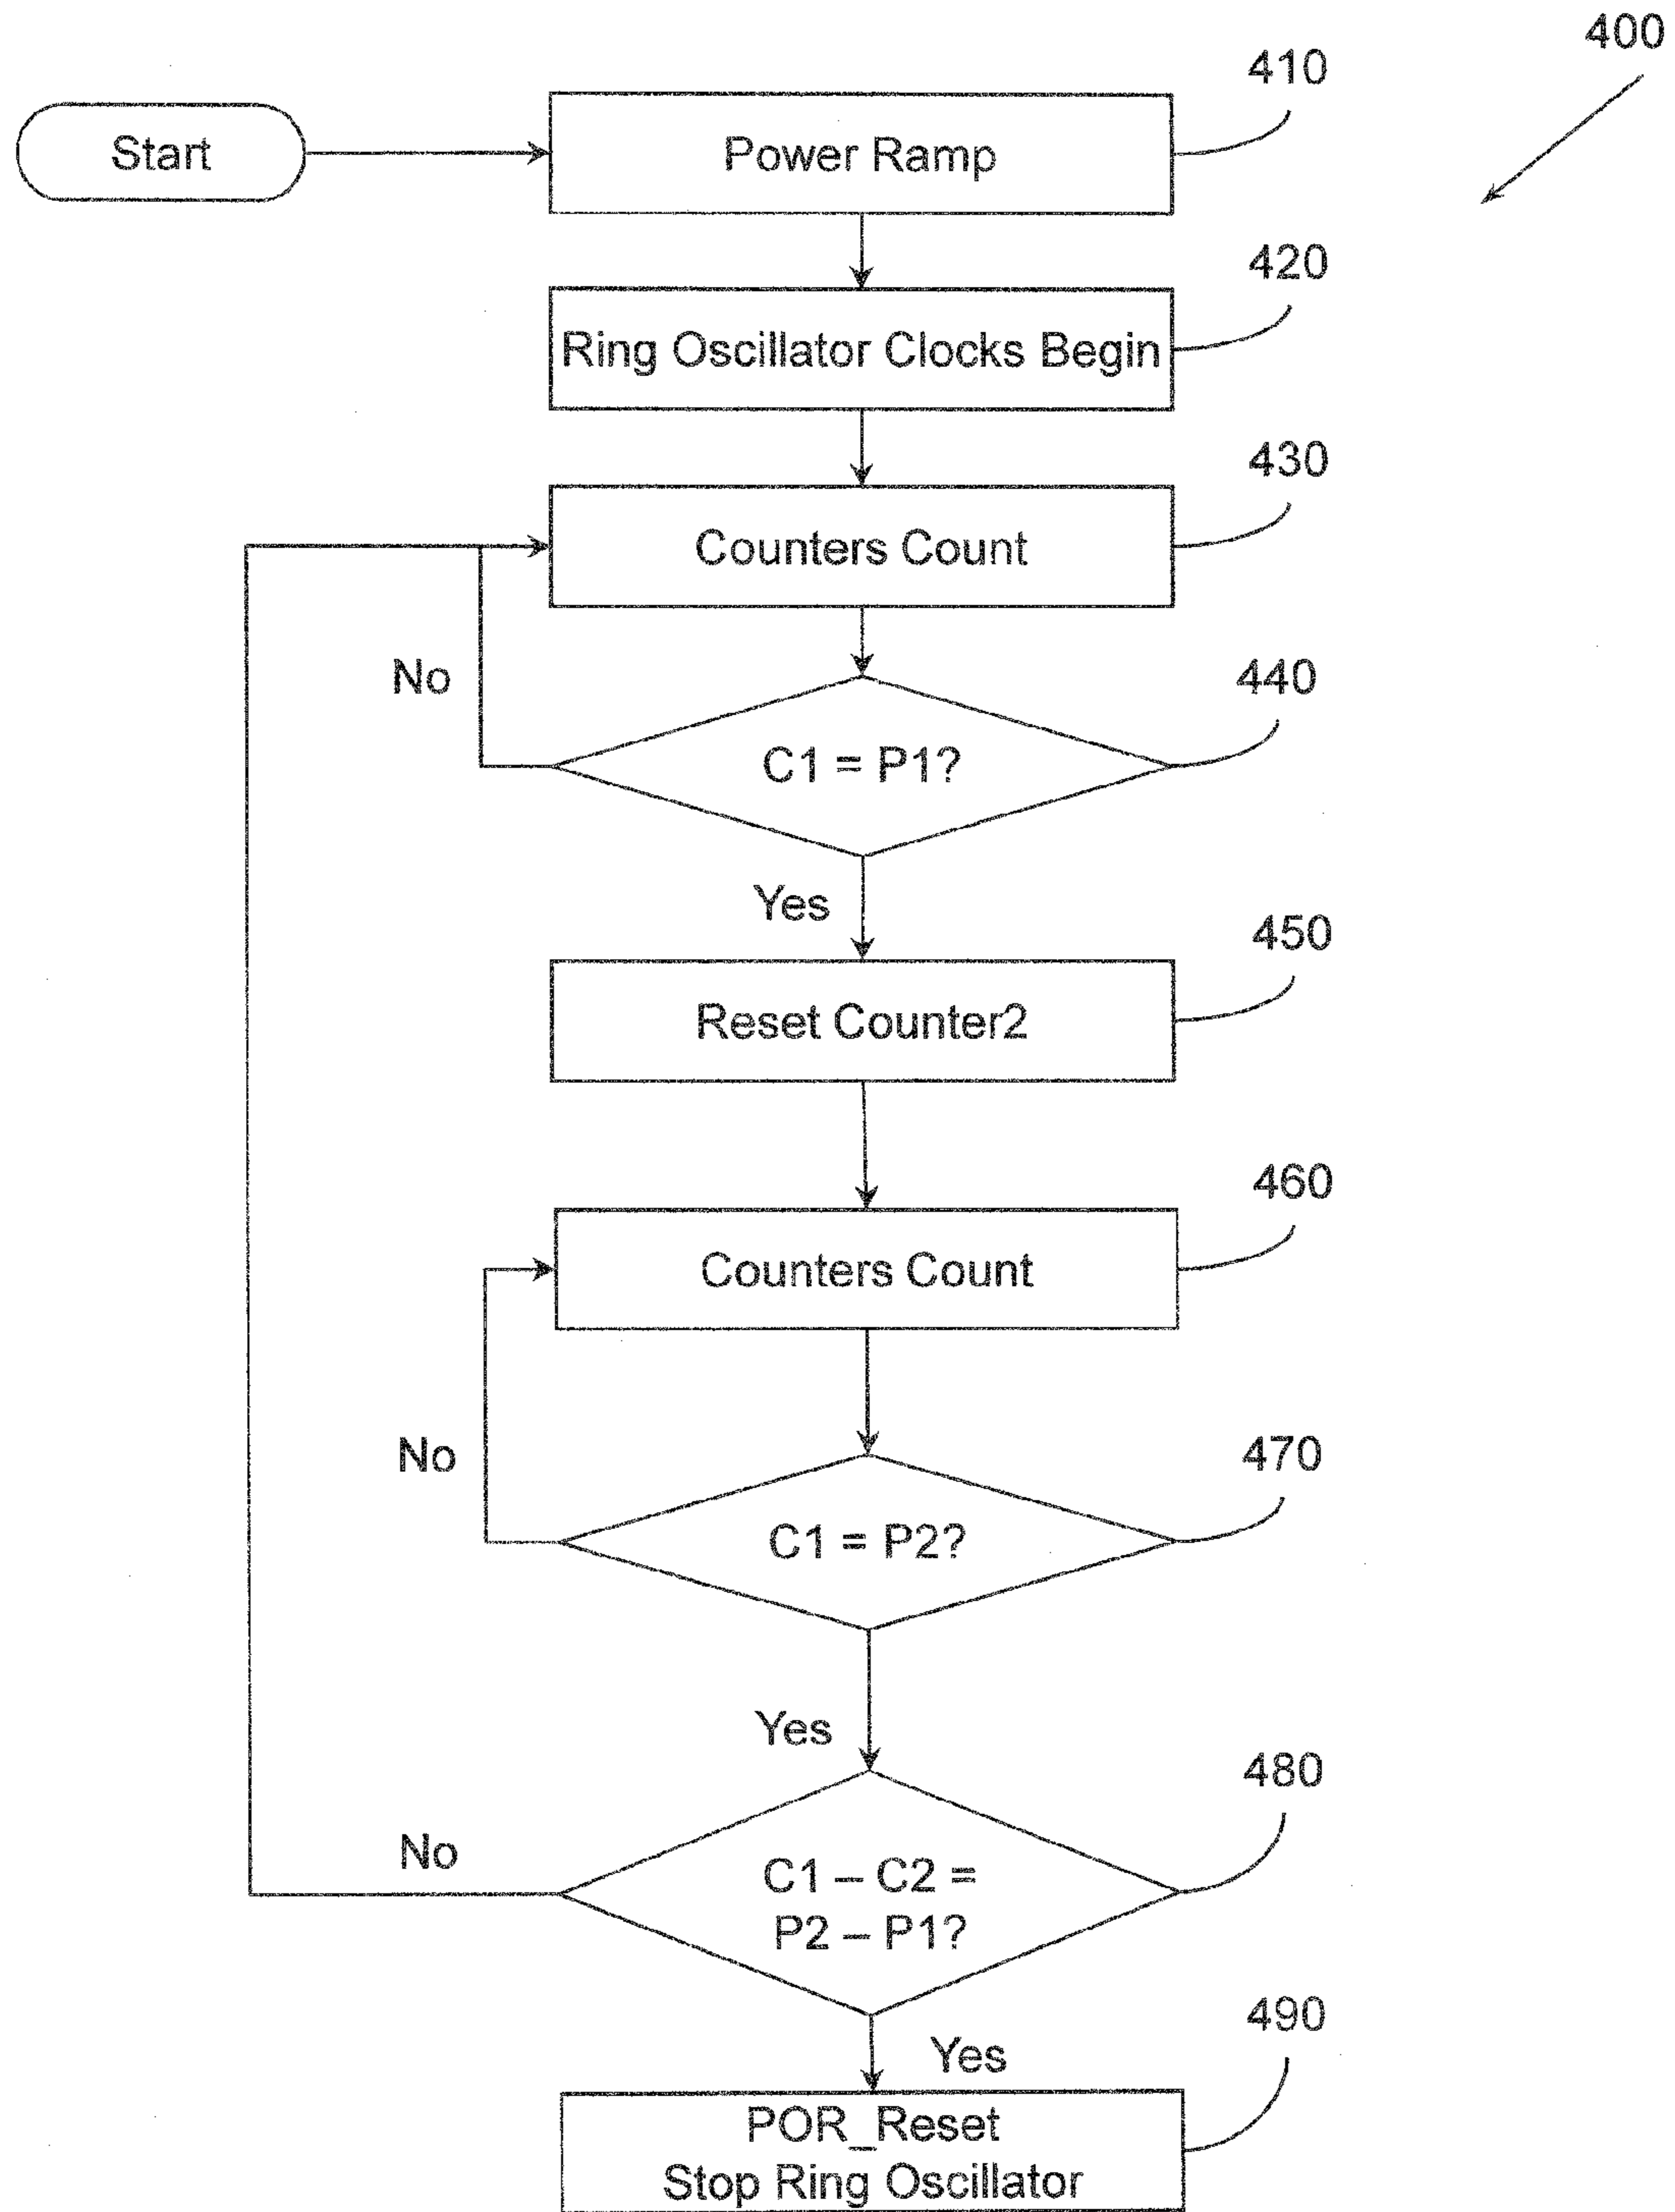 400
410
Start
Power Ramp
420
Ring Oscillator Clocks Begin
430
Counters Count
No
440
C1 = P1?
Yes
450
Reset Counter2
460
Counters Count
No
470
C1 = P2?
Yes
480
No
C1 – C2 =
P2 – P1?
490
Yes
POR_Reset
Stop Ring Oscillator